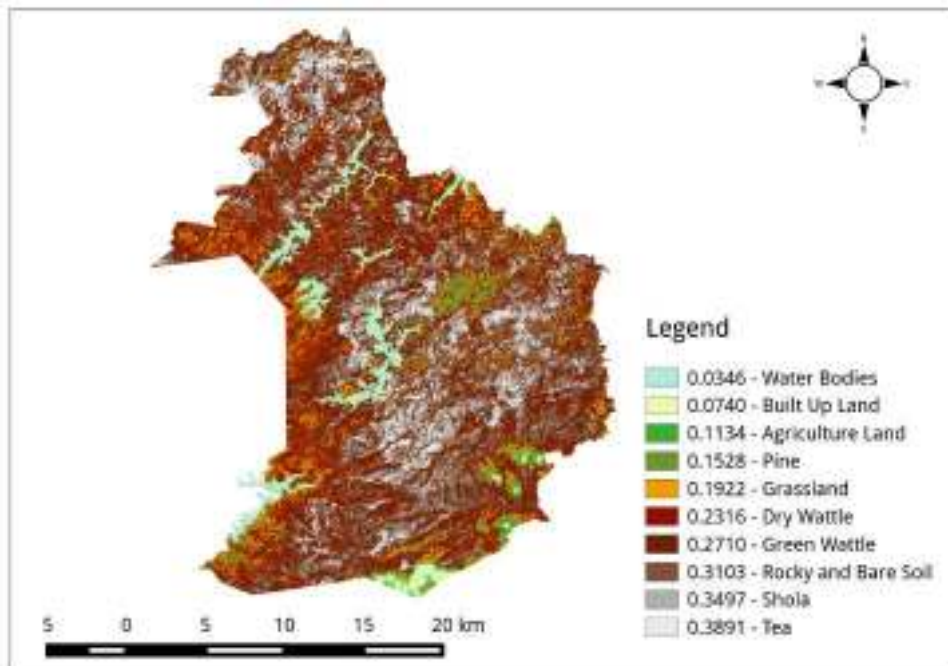 Legend
0.0346 - Water Bodies
0.0740 - Built Up Land
0.1134 - Agriculture Land
0.1528 - Pine
0.1922 - Grassland
0.2316 - Dry Wattle
0.2710 - Green Wattle
0.3103 - Rocky and Bare Soil
0.3497 - Shola
0.3891 - Tea
5 0 5 10 15 20 km